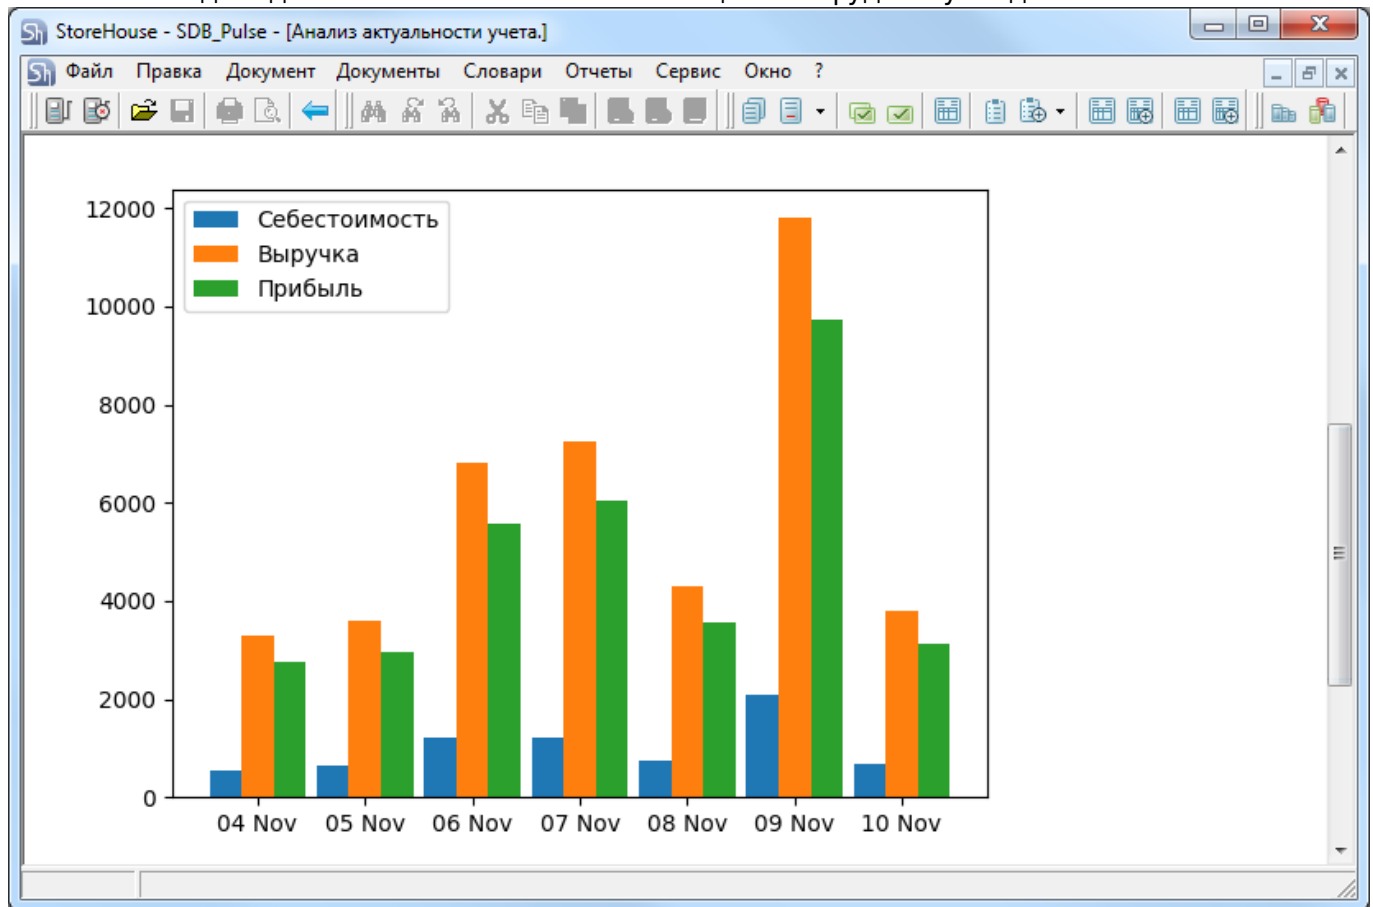 StoreHouse - SDB_Pulse - [Анализ актуальности учета.]
Файл Правка Документ Документы Словари Отчеты Сервис Окно ?
12000
10000
8000
6000
4000
2000
0
Себестоимость
Выручка
Прибыль
04 Nov 05 Nov 06 Nov 07 Nov 08 Nov 09 Nov 10 Nov